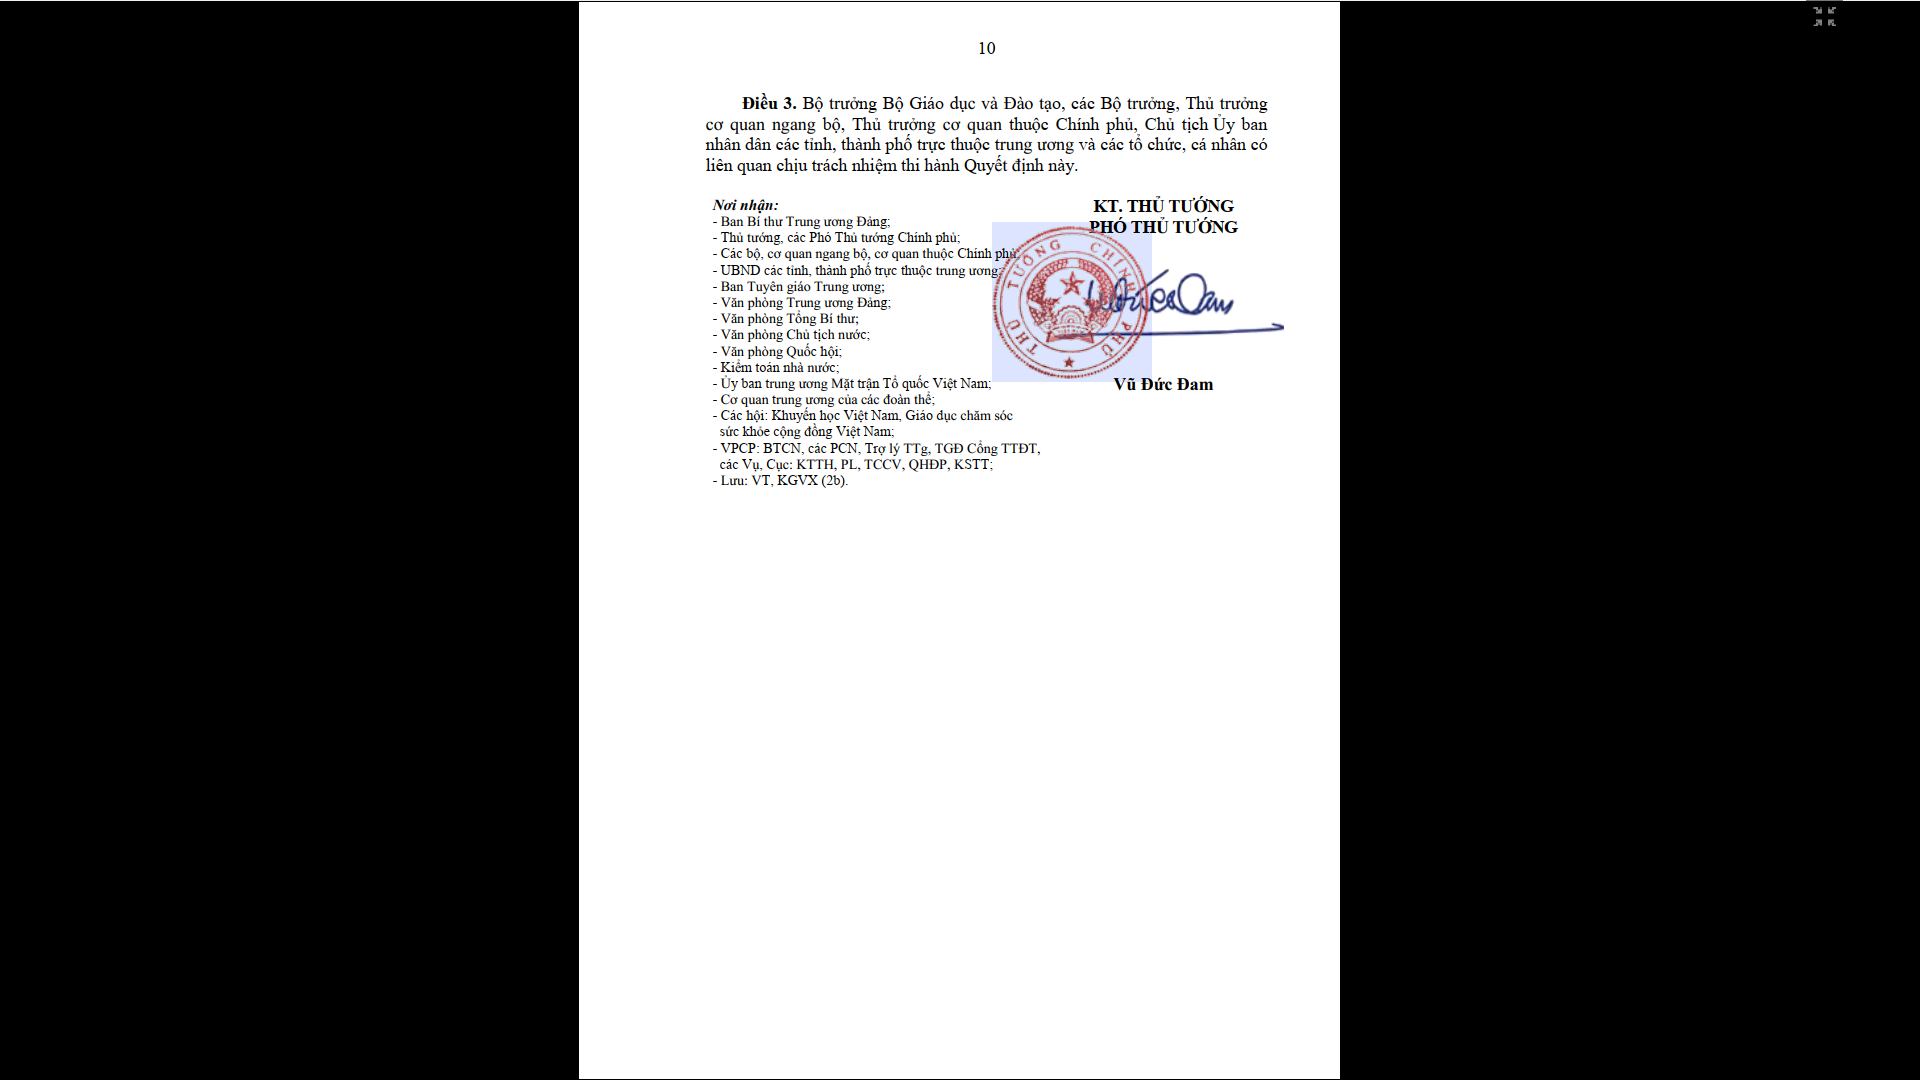 10
Điều 3. Bộ trưởng Bộ Giáo dục và Đào tạo, các Bộ trưởng, Thủ trưởng
cơ quan ngang bộ, Thủ trưởng cơ quan thuộc Chính phủ, Chủ tịch Ủy ban
nhân dân các tỉnh, thành phố trực thuộc trung ương và các tổ chức, cá nhân có
liên quan chịu trách nhiệm thi hành Quyết định này.
Nơi nhận:
- Ban Bí thư Trung ương Đảng;
- Thủ tướng, các Phó Thủ tướng Chính phủ;
- Các bộ, cơ quan ngang bộ, cơ quan thuộc Chính phủ;
- UBND các tỉnh, thành phố trực thuộc trung ương;
- Ban Tuyên giáo Trung ương;
- Văn phòng Trung ương Đảng;
- Văn phòng Tổng Bí thư;
- Văn phòng Chủ tịch nước;
- Văn phòng Quốc hội;
- Kiểm toán nhà nước;
- Ủy ban trung ương Mặt trận Tổ quốc Việt Nam;
- Cơ quan trung ương của các đoàn thể;
- Các hội: Khuyến học Việt Nam, Giáo dục chăm sóc
sức khỏe cộng đồng Việt Nam;
- VPCP: BTCN, các PCN, Trợ lý TTg, TGĐ Cổng TTĐT,
các Vụ, Cục: KTTH, PL, TCCV, QHĐP, KSTT;
- Lưu: VT, KGVX (2b).
KT. THỦ TƯỚNG
PHÓ THỦ TƯỚNG
THỦ TƯỚNG CHÍNH PHỦ
Vũ Đức Đam